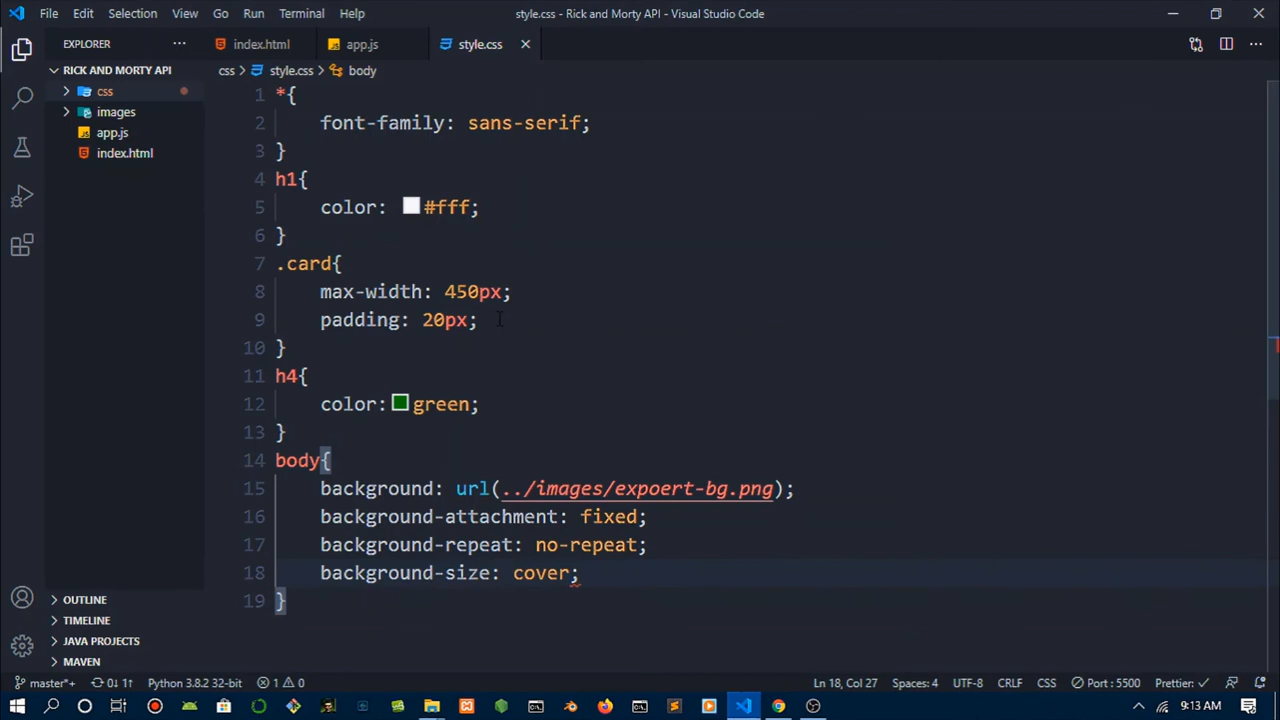 File Edit Selection View Go Run Terminal Help style.css - Rick and Morty API - Visual Studio Code
EXPLORER index.html app.js style.css
RICK AND MORTY API css > style.css > body
css
images
app.js
index.html
1 *{
2 font-family: sans-serif;
3 }
4 h1{
5 color: #fff;
6 }
7 .card{
8 max-width: 450px;
9 padding: 20px;
10 }
11 h4{
12 color: green;
13 }
14 body{
15 background: url(../images/expoert-bg.png);
16 background-attachment: fixed;
17 background-repeat: no-repeat;
18 background-size: cover;
19 }
OUTLINE
TIMELINE
JAVA PROJECTS
MAVEN
master*+ 0↓ 1↑ Python 3.8.2 32-bit 1 0 Ln 18, Col 27 Spaces: 4 UTF-8 CRLF CSS Port : 5500 Prettier: ✓
9:13 AM